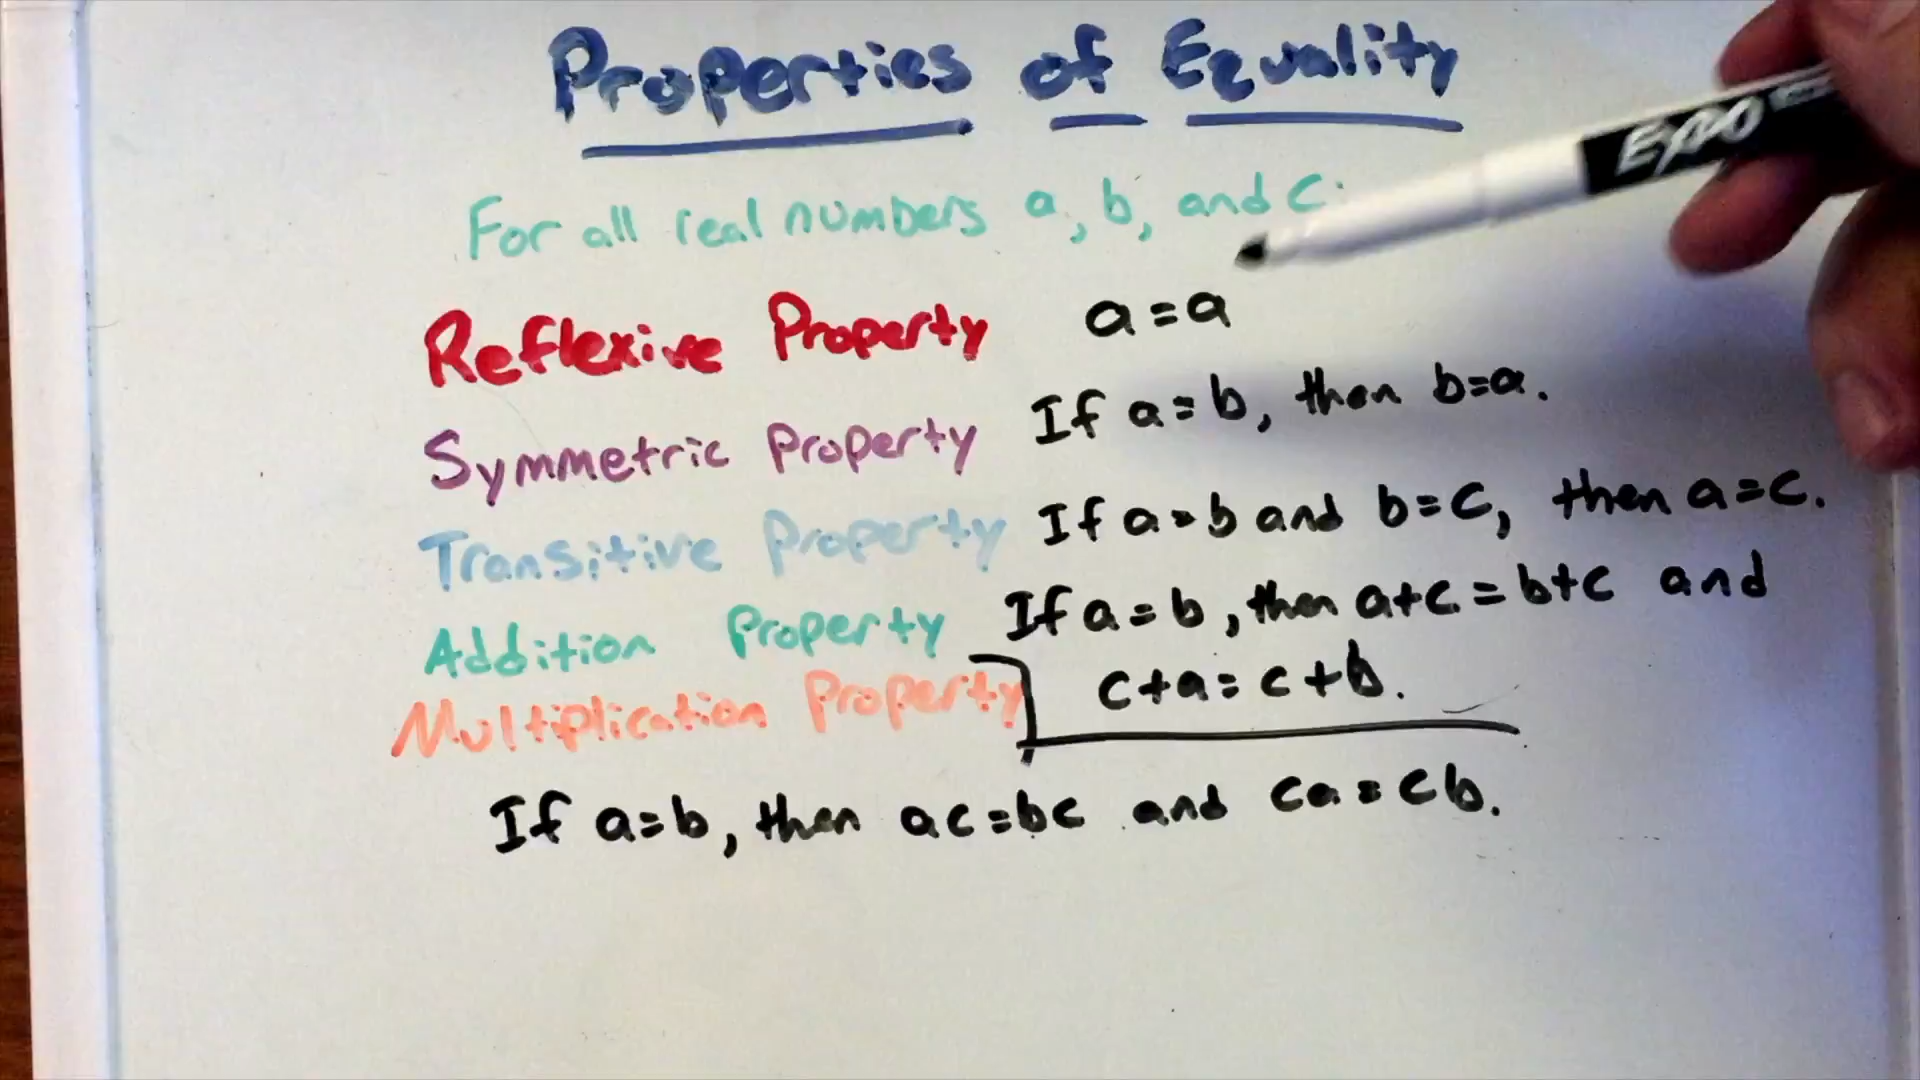 Properties of Equality
EXPO
For all real numbers a, b, and c:
Reflexive Property a=a
Symmetric Property If a=b, then b=a.
Transitive Property If a=b and b=c, then a=c.
Addition Property If a=b, then a+c=b+c and
c+a=c+b.
Multiplication Property
If a=b, then ac=bc and ca=cb.